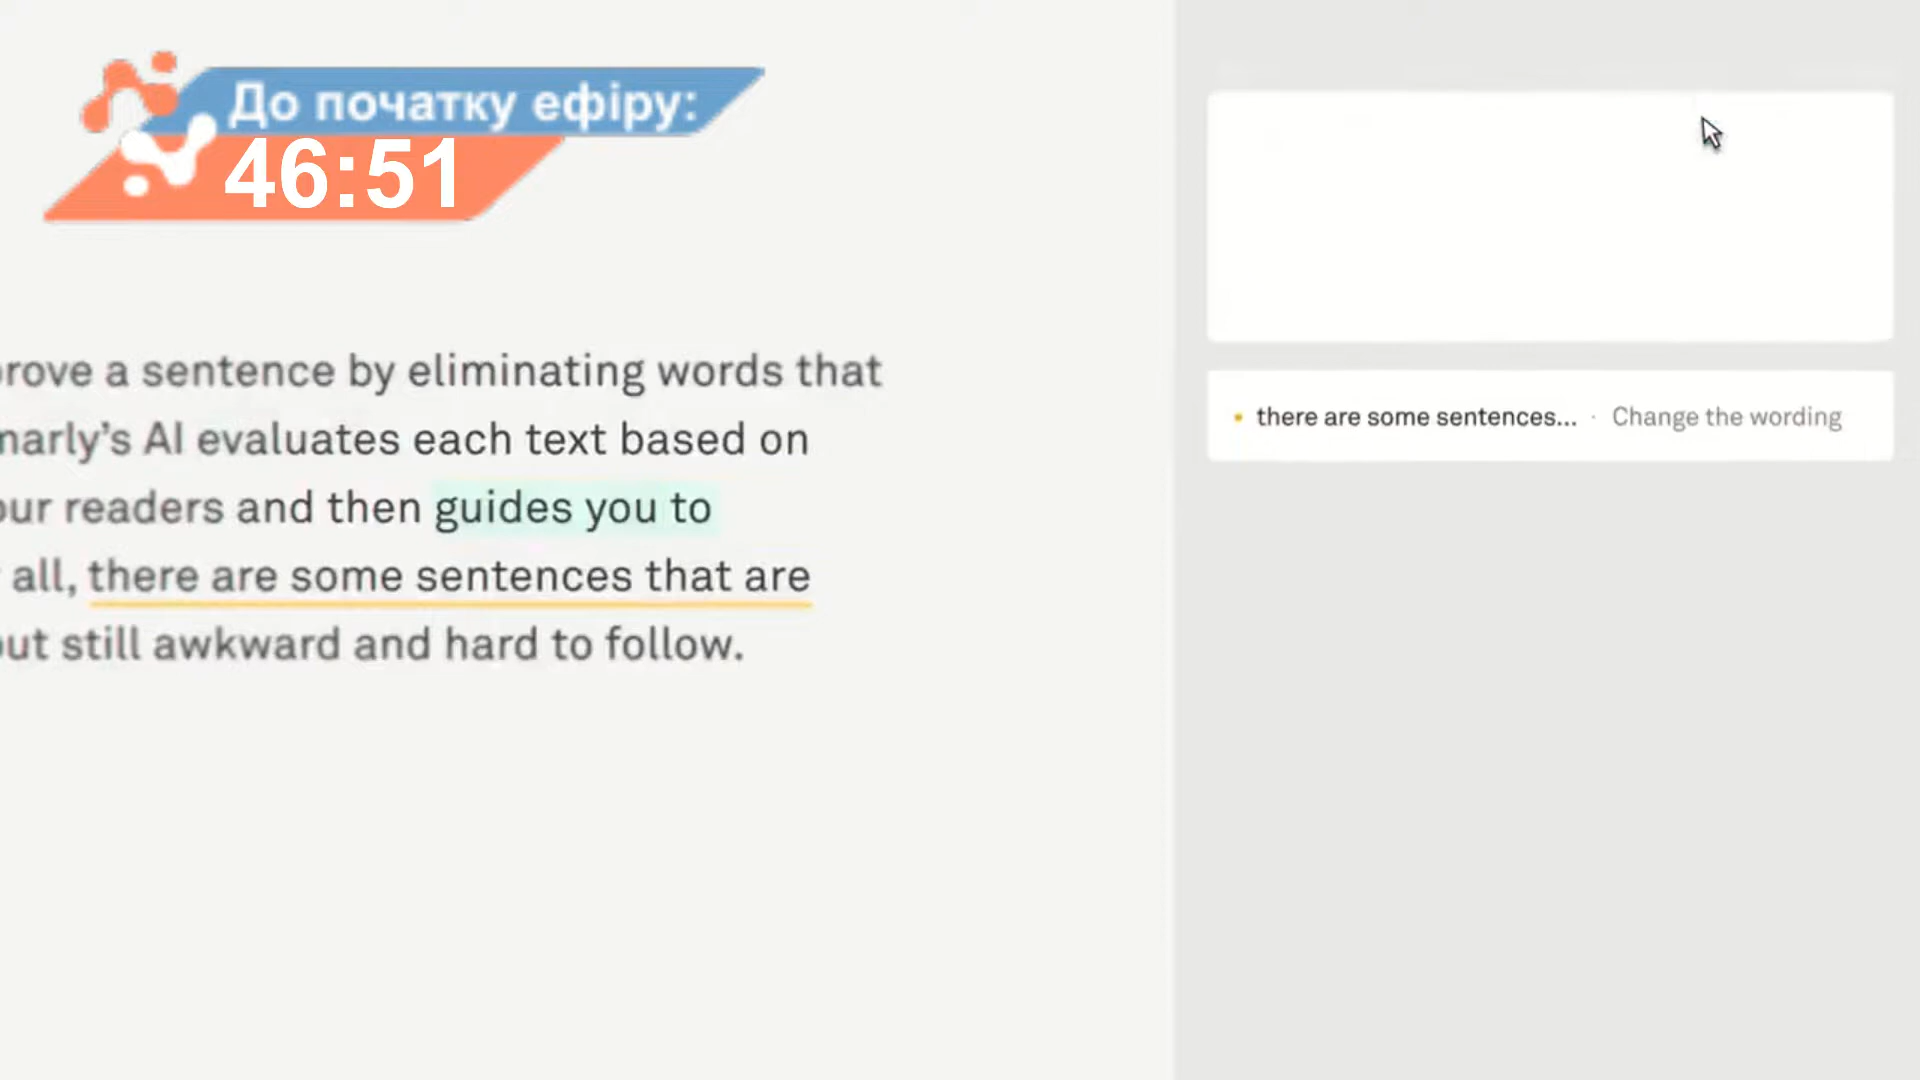 До початку ефіру:
46:51
rove a sentence by eliminating words that
narly's AI evaluates each text based on
our readers and then guides you to
all, there are some sentences that are
but still awkward and hard to follow.
there are some sentences... · Change the wording